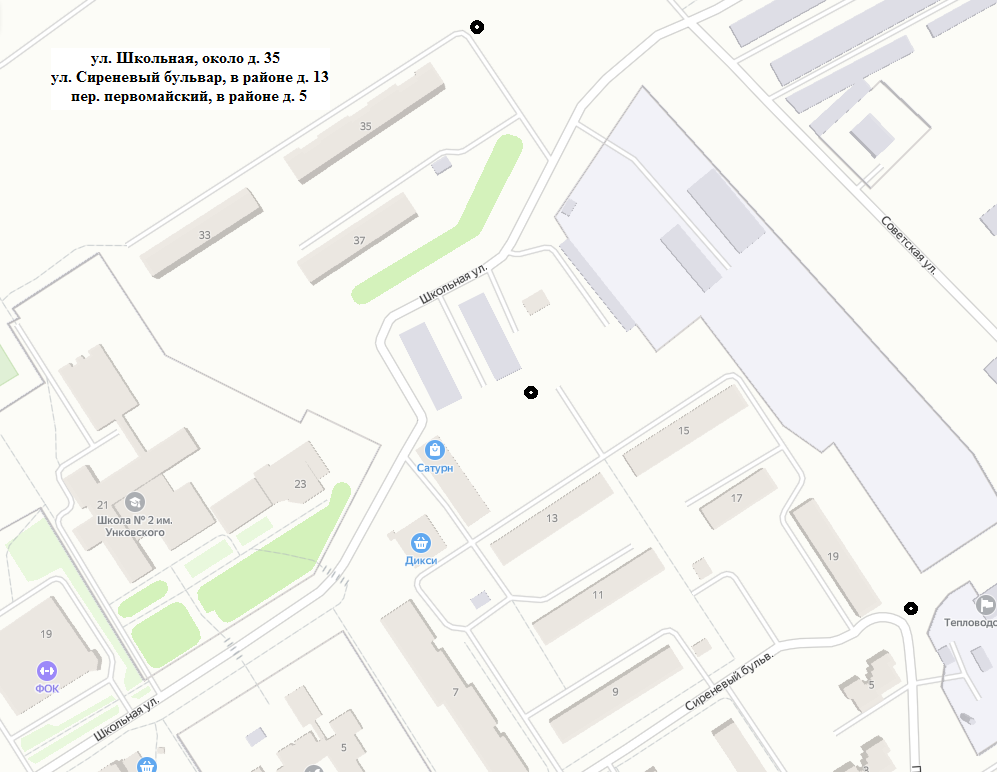 ул. Школьная, около д. 35
ул. Сиреневый бульвар, в районе д. 13
пер. первомайский, в районе д. 5
35
33
37
Школьная ул.
Советская ул.
15
Сатурн
17
23
21
Школа № 2 им.
Унковского
13
Дикси
19
11
Тепловодо
19
ФОК
7
9
Сиреневый бульв.
5
Школьная ул.
5